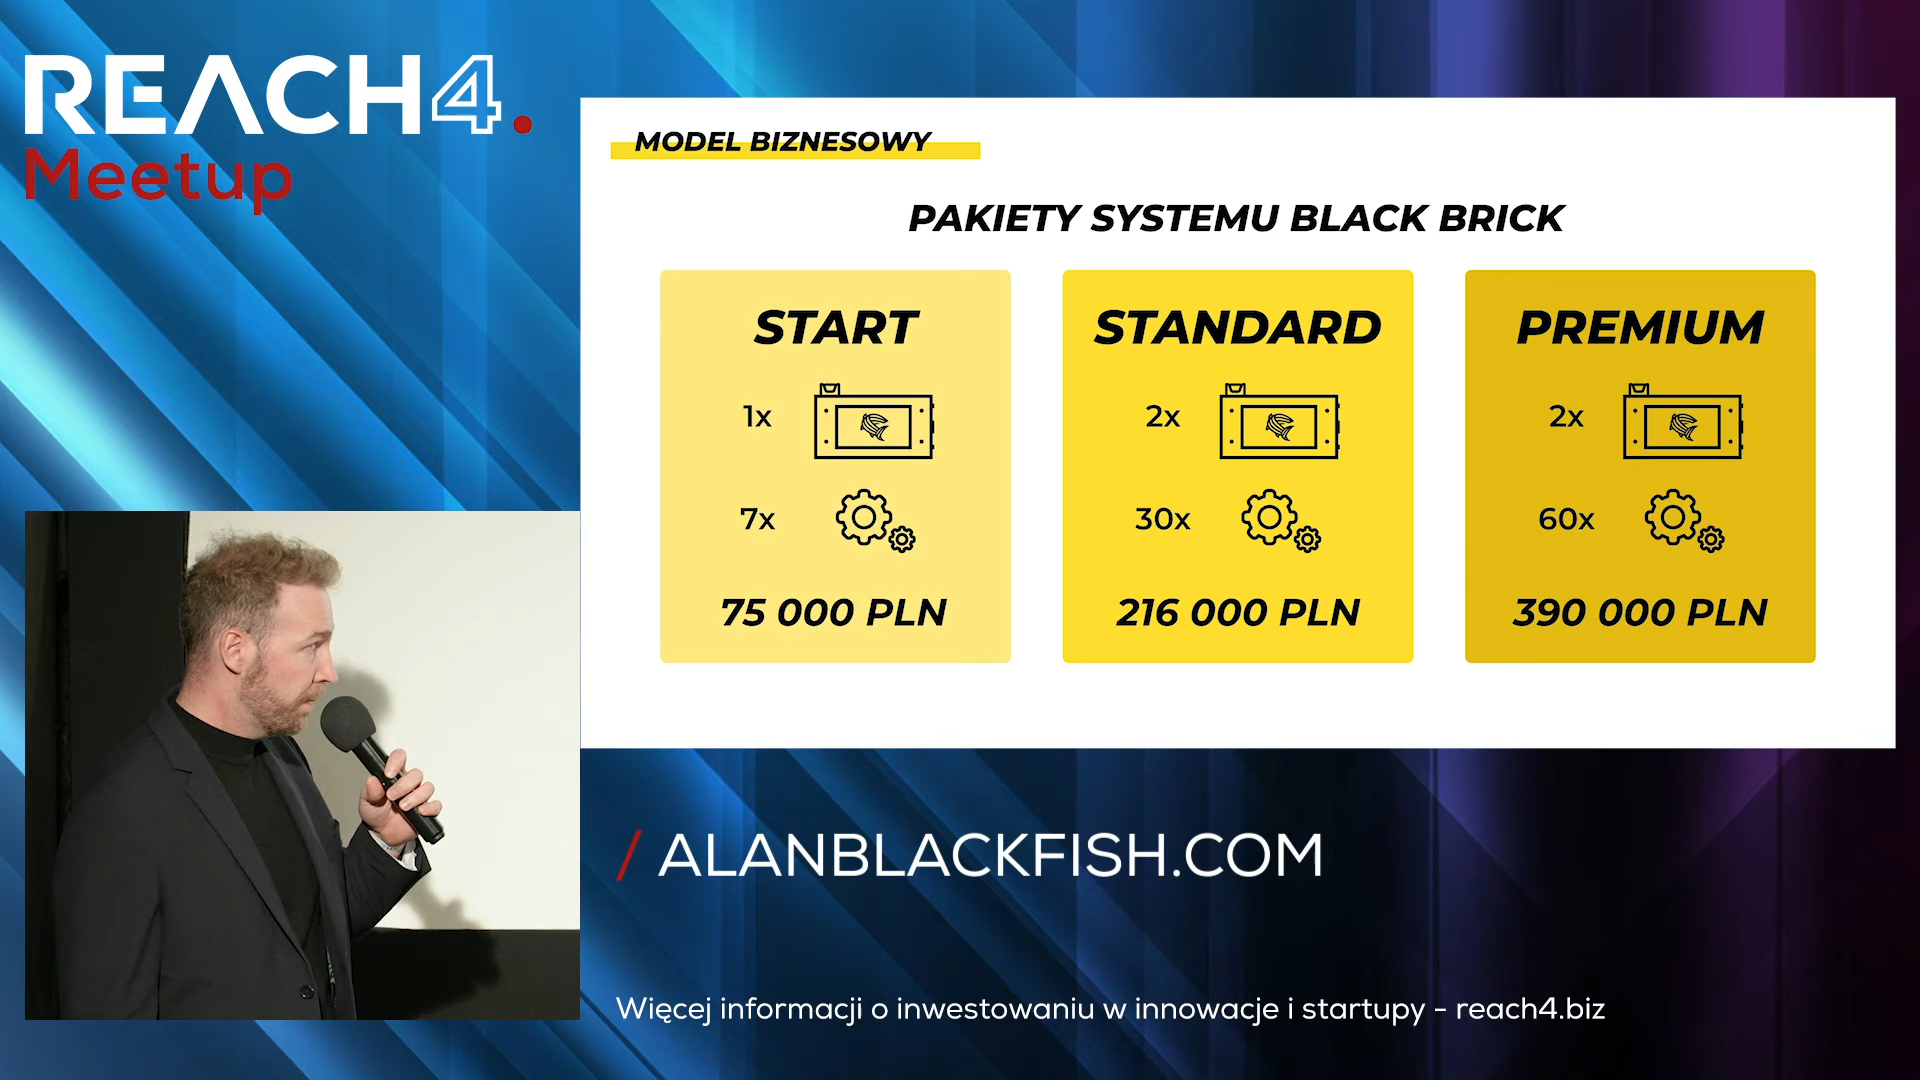 REACH4.
Meetup
MODEL BIZNESOWY
PAKIETY SYSTEMU BLACK BRICK
START
1x
7x
75 000 PLN
STANDARD
2x
30x
216 000 PLN
PREMIUM
2x
60x
390 000 PLN
/ ALANBLACKFISH.COM
Więcej informacji o inwestowaniu w innowacje i startupy - reach4.biz